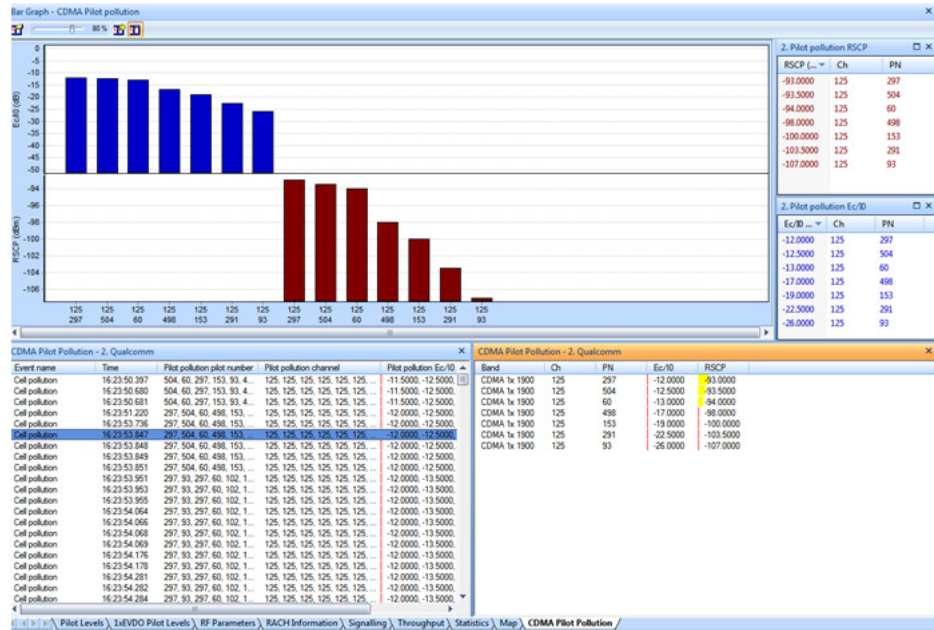 Bar Graph - CDMA Pilot pollution
80 %
Ec/I0 (dB)
0
-5
-10
-15
-20
-25
-30
-35
-40
-45
-50
RSCP (dBm)
-94
-96
-98
-100
-102
-104
-106
125 125 125 125 125 125 125 125 125 125 125 125 125 125
297 504 60 498 153 291 93 297 504 60 498 153 291 93
2. Pilot pollution RSCP
RSCP (... Ch PN
-93.0000 125 297
-93.5000 125 504
-94.0000 125 60
-98.0000 125 498
-100.0000 125 153
-103.5000 125 291
-107.0000 125 93
2. Pilot pollution Ec/I0
Ec/I0 ... Ch PN
-12.0000 125 297
-12.5000 125 504
-13.0000 125 60
-17.0000 125 498
-19.0000 125 153
-22.5000 125 291
-26.0000 125 93
CDMA Pilot Pollution - 2. Qualcomm
Event name Time Pilot pollution pilot number Pilot pollution channel Pilot pollution Ec/I0
Cell pollution 16:23:50.397 504, 60, 297, 153, 93, 4... 125, 125, 125, 125, 125, ... -11.5000, -12.5000,
Cell pollution 16:23:50.680 504, 60, 297, 153, 93, 4... 125, 125, 125, 125, 125, ... -11.5000, -12.5000,
Cell pollution 16:23:50.681 504, 60, 297, 153, 93, 4... 125, 125, 125, 125, 125, ... -11.5000, -12.5000,
Cell pollution 16:23:51.220 297, 504, 60, 498, 153, ... 125, 125, 125, 125, 125, ... -12.0000, -12.5000,
Cell pollution 16:23:53.736 297, 504, 60, 498, 153, ... 125, 125, 125, 125, 125, ... -12.0000, -12.5000,
Cell pollution 16:23:53.847 297, 504, 60, 498, 153, ... 125, 125, 125, 125, 125, ... -12.0000, -12.5000,
Cell pollution 16:23:53.848 297, 504, 60, 498, 153, ... 125, 125, 125, 125, 125, ... -12.0000, -12.5000,
Cell pollution 16:23:53.849 297, 504, 60, 498, 153, ... 125, 125, 125, 125, 125, ... -12.0000, -12.5000,
Cell pollution 16:23:53.851 297, 504, 60, 498, 153, ... 125, 125, 125, 125, 125, ... -12.0000, -12.5000,
Cell pollution 16:23:53.951 297, 93, 297, 60, 102, 1... 125, 125, 125, 125, 125, ... -12.0000, -13.5000,
Cell pollution 16:23:53.953 297, 93, 297, 60, 102, 1... 125, 125, 125, 125, 125, ... -12.0000, -13.5000,
Cell pollution 16:23:53.955 297, 93, 297, 60, 102, 1... 125, 125, 125, 125, 125, ... -12.0000, -13.5000,
Cell pollution 16:23:54.064 297, 93, 297, 60, 102, 1... 125, 125, 125, 125, 125, ... -12.0000, -13.5000,
Cell pollution 16:23:54.066 297, 93, 297, 60, 102, 1... 125, 125, 125, 125, 125, ... -12.0000, -13.5000,
Cell pollution 16:23:54.068 297, 93, 297, 60, 102, 1... 125, 125, 125, 125, 125, ... -12.0000, -13.5000,
Cell pollution 16:23:54.069 297, 93, 297, 60, 102, 1... 125, 125, 125, 125, 125, ... -12.0000, -13.5000,
Cell pollution 16:23:54.176 297, 93, 297, 60, 102, 1... 125, 125, 125, 125, 125, ... -12.0000, -13.5000,
Cell pollution 16:23:54.178 297, 93, 297, 60, 102, 1... 125, 125, 125, 125, 125, ... -12.0000, -13.5000,
Cell pollution 16:23:54.281 297, 93, 297, 60, 102, 1... 125, 125, 125, 125, 125, ... -12.0000, -13.5000,
Cell pollution 16:23:54.282 297, 93, 297, 60, 102, 1... 125, 125, 125, 125, 125, ... -12.0000, -13.5000,
Cell pollution 16:23:54.284 297, 93, 297, 60, 102, 1... 125, 125, 125, 125, 125, ... -12.0000, -13.5000,
CDMA Pilot Pollution - 2. Qualcomm
Band Ch PN Ec/I0 RSCP
CDMA 1x 1900 125 297 -12.0000 -93.0000
CDMA 1x 1900 125 504 -12.5000 -93.5000
CDMA 1x 1900 125 60 -13.0000 -94.0000
CDMA 1x 1900 125 498 -17.0000 -98.0000
CDMA 1x 1900 125 153 -19.0000 -100.0000
CDMA 1x 1900 125 291 -22.5000 -103.5000
CDMA 1x 1900 125 93 -26.0000 -107.0000
Pilot Levels 1xEVDO Pilot Levels RF Parameters RACH Information Signalling Throughput Statistics Map CDMA Pilot Pollution